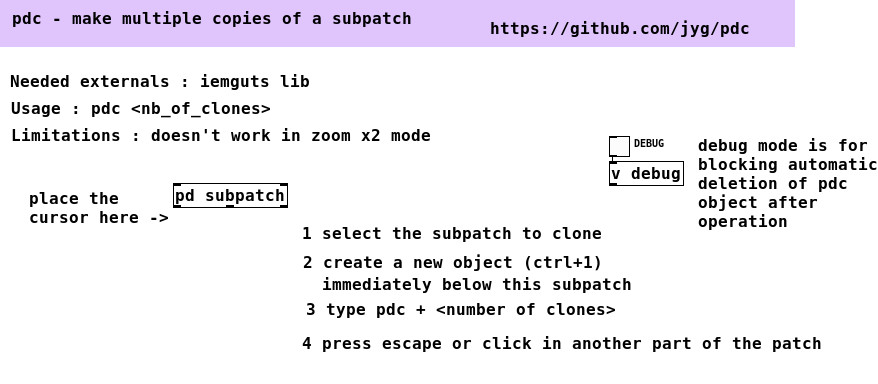 pdc - make multiple copies of a subpatch
https://github.com/jyg/pdc
Needed externals : iemguts lib
Usage : pdc <nb_of_clones>
Limitations : doesn't work in zoom x2 mode
DEBUG
v debug
debug mode is for
blocking automatic
deletion of pdc
object after
operation
place the
cursor here ->
pd subpatch
1 select the subpatch to clone
2 create a new object (ctrl+1)
immediately below this subpatch
3 type pdc + <number of clones>
4 press escape or click in another part of the patch